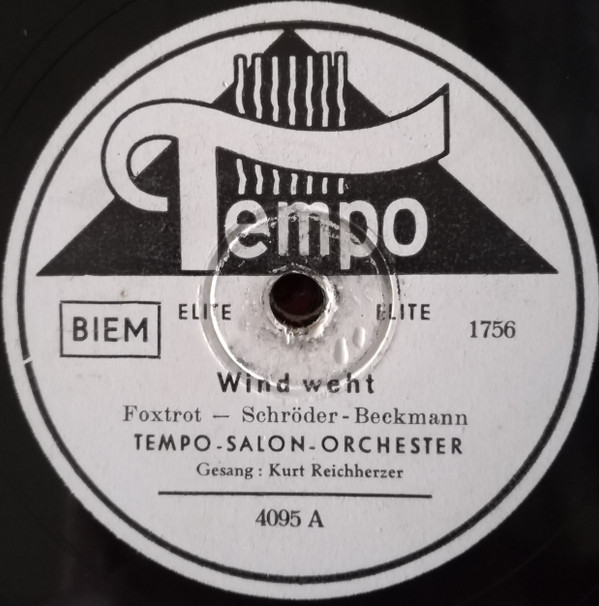 Tempo
ELITE ELITE
BIEM 1756
Wind weht
Foxtrot — Schröder-Beckmann
TEMPO-SALON-ORCHESTER
Gesang: Kurt Reichherzer
4095 A